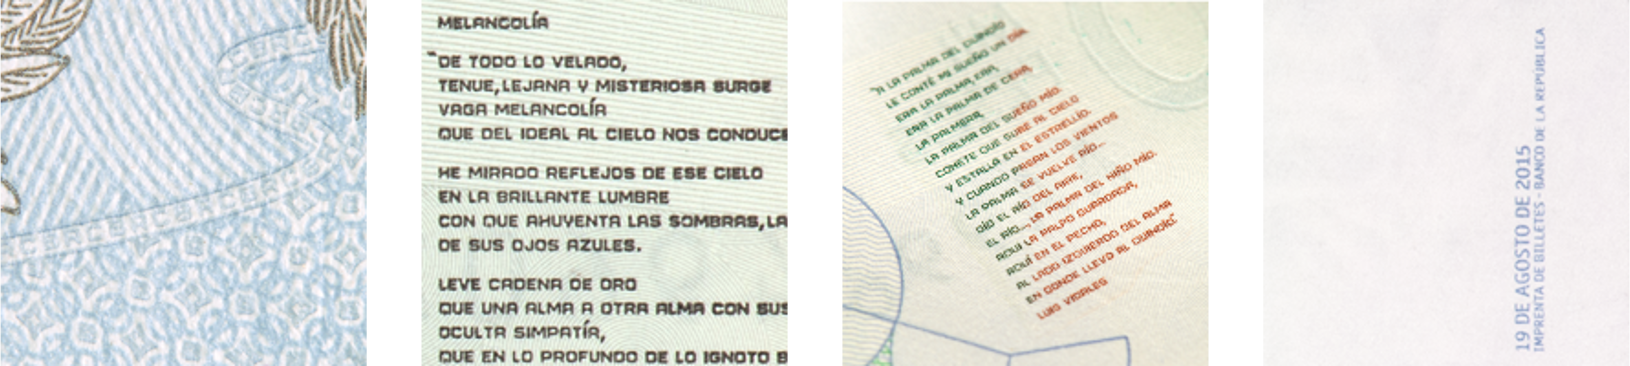 MELANCOLÍA
"DE TODO LO VELADO,
TENUE, LEJANA Y MISTERIOSA SURGE
VAGA MELANCOLÍA
QUE DEL IDEAL AL CIELO NOS CONDUCE
HE MIRADO REFLEJOS DE ESE CIELO
EN LA BRILLANTE LUMBRE
CON QUE AHUYENTA LAS SOMBRAS, LA
DE SUS OJOS AZULES.
LEVE CADENA DE ORO
QUE UNA ALMA A OTRA ALMA CON SUS
OCULTA SIMPATÍA,
QUE EN LO PROFUNDO DE LO IGNOTO B
"A LA PALMA DEL QUINDÍO
LE CONTÉ MI SUEÑO UN DÍA.
ERA LA PALMA, ERA,
ERA LA PALMA DE CERA,
LA PALMERA,
LA PALMA DEL SUEÑO MÍO.
COHETE QUE SUBE AL CIELO
Y ESTALLA EN EL ESTRELLÍO.
Y CUANDO PASAN LOS VIENTOS
LA PALMA SE VUELVE RÍO...
OÍD EL RÍO DEL AIRE,
EL RÍO..., LA PALMA DEL NIÑO MÍO.
AQUÍ LA PALPO GUARDADA,
AQUÍ EN EL PECHO,
AL LADO IZQUIERDO DEL ALMA
EN DONDE LLEVO AL QUINDÍO".
LUIS VIDALES
19 DE AGOSTO DE 2015
IMPRENTA DE BILLETES - BANCO DE LA REPÚBLICA